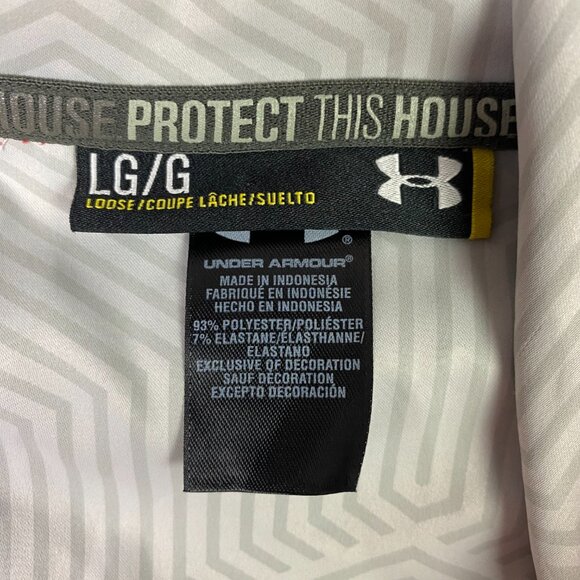 HOUSE PROTECT THIS HOUSE
LG/G
LOOSE/COUPE LÂCHE/SUELTO
®
UNDER ARMOUR®
MADE IN INDONESIA
FABRIQUÉ EN INDONÉSIE
HECHO EN INDONESIA
93% POLYESTER/POLIÉSTER
7% ELASTANE/ÉLASTHANNE/
ELASTANO
EXCLUSIVE OF DECORATION
SAUF DÉCORATION
EXCEPTO DECORACIÓN